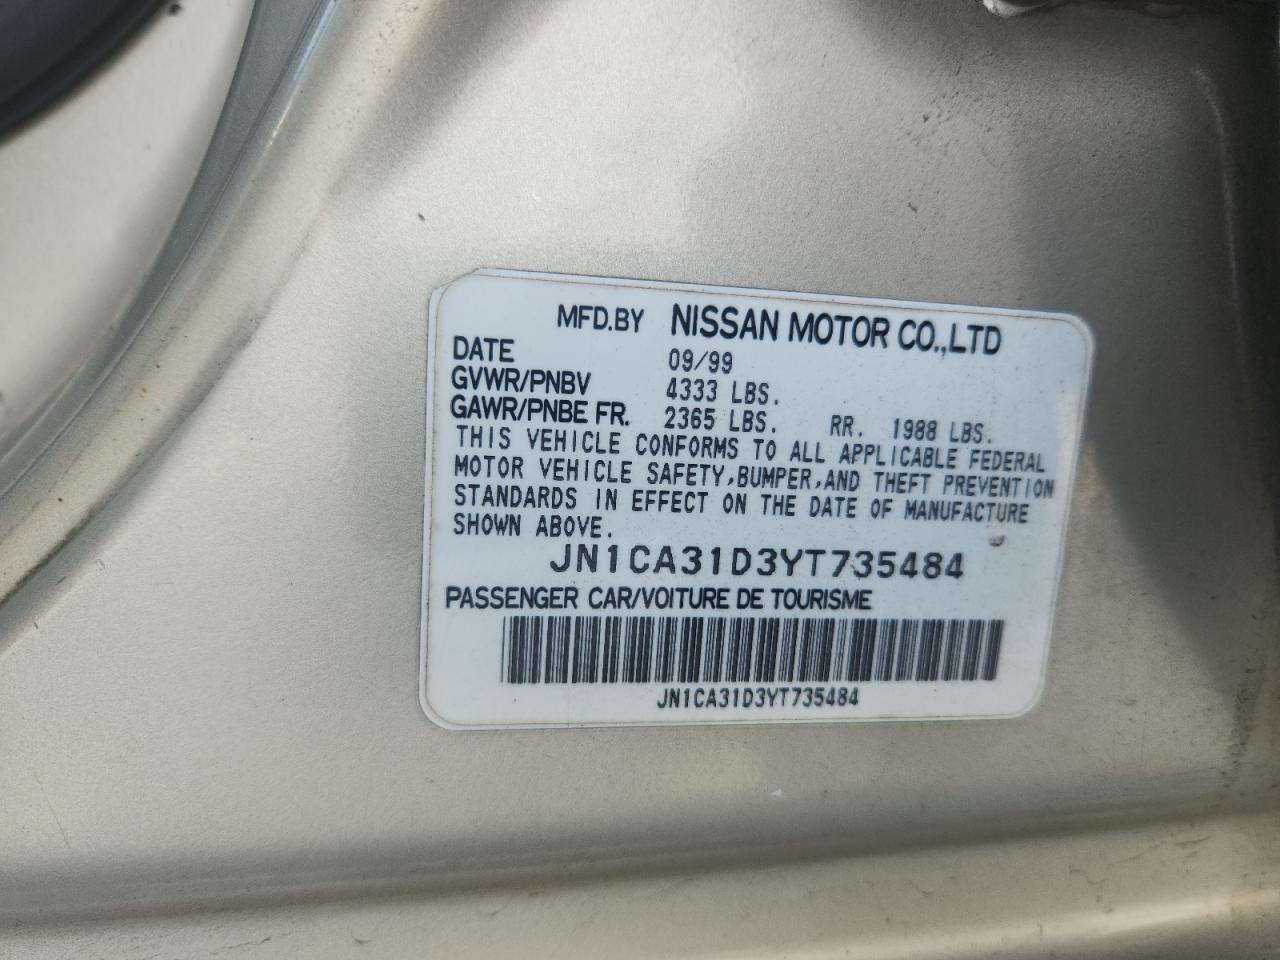 MFD.BY NISSAN MOTOR CO.,LTD
DATE 09/99
GVWR/PNBV 4333 LBS.
GAWR/PNBE FR. 2365 LBS. RR. 1988 LBS.
THIS VEHICLE CONFORMS TO ALL APPLICABLE FEDERAL
MOTOR VEHICLE SAFETY,BUMPER,AND THEFT PREVENTION
STANDARDS IN EFFECT ON THE DATE OF MANUFACTURE
SHOWN ABOVE.
JN1CA31D3YT735484
PASSENGER CAR/VOITURE DE TOURISME
JN1CA31D3YT735484